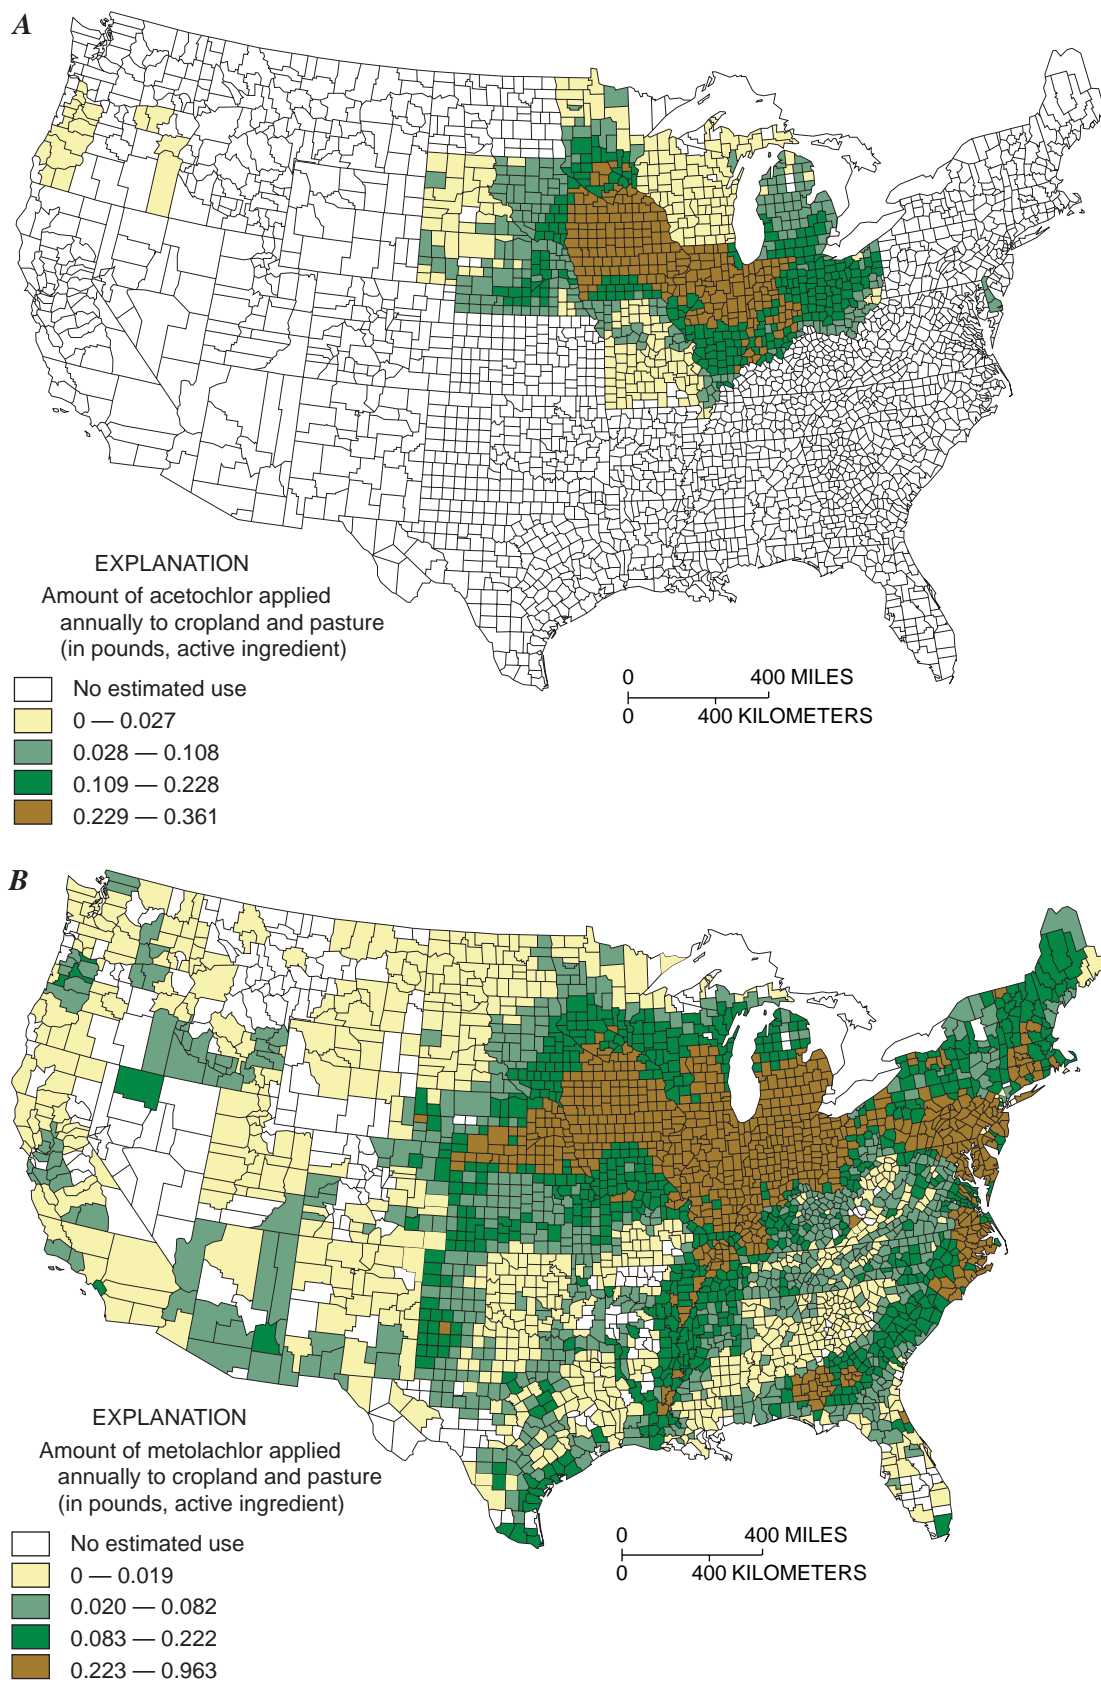 A
EXPLANATION
Amount of acetochlor applied
annually to cropland and pasture
(in pounds, active ingredient)
No estimated use
0 — 0.027
0.028 — 0.108
0.109 — 0.228
0.229 — 0.361
0 400 MILES
0 400 KILOMETERS
B
EXPLANATION
Amount of metolachlor applied
annually to cropland and pasture
(in pounds, active ingredient)
No estimated use
0 — 0.019
0.020 — 0.082
0.083 — 0.222
0.223 — 0.963
0 400 MILES
0 400 KILOMETERS